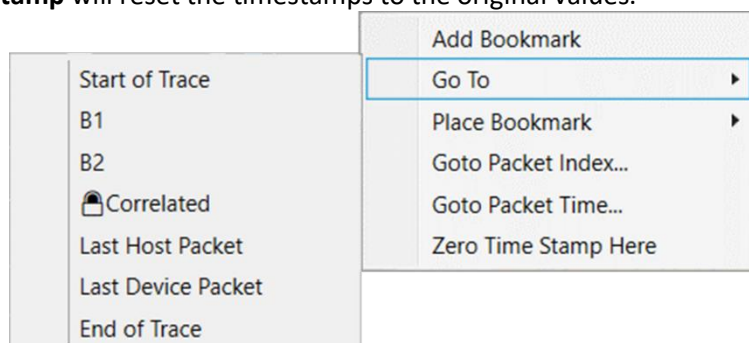 tamp will reset the timestamps to the original values.
Add Bookmark
Go To
Place Bookmark
Goto Packet Index...
Goto Packet Time...
Zero Time Stamp Here
Start of Trace
B1
B2
Correlated
Last Host Packet
Last Device Packet
End of Trace